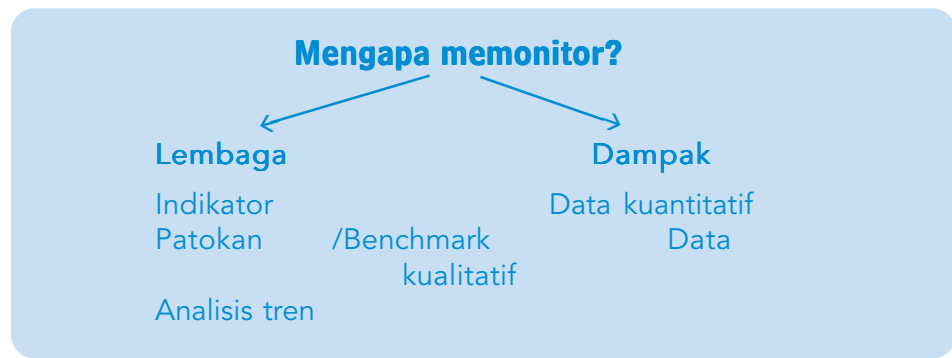 Mengapa memonitor?
Lembaga Dampak
Indikator Data kuantitatif
Patokan /Benchmark Data
kualitatif
Analisis tren